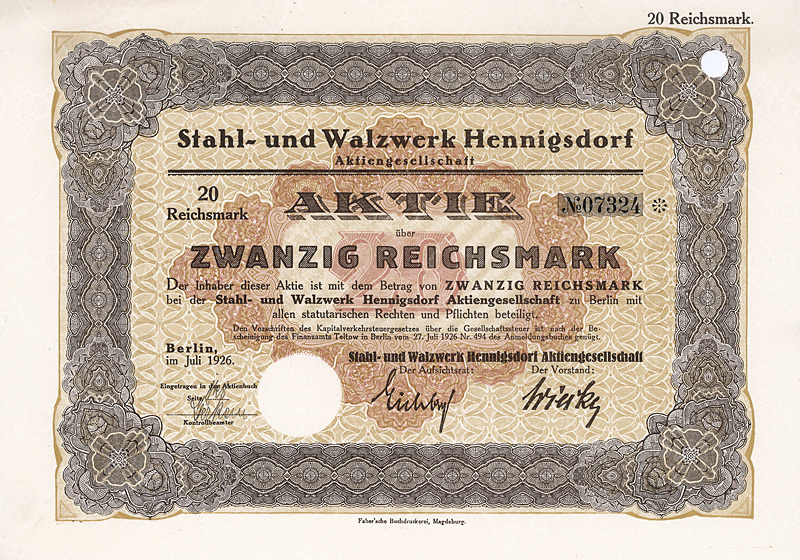 20 Reichsmark.
Stahl- und Walzwerk Hennigsdorf
Aktiengesellschaft
20
Reichsmark
AKTIE
№07324
über
20
ZWANZIG REICHSMARK
Der Inhaber dieser Aktie ist mit dem Betrag von ZWANZIG REICHSMARK
bei der Stahl- und Walzwerk Hennigsdorf Aktiengesellschaft zu Berlin mit
allen statutarischen Rechten und Pflichten beteiligt.
Den Vorschriften des Kapitalverkehrsteuergesetzes über die Gesellschaftssteuer ist nach der Be-
scheinigung des Finanzamts Teltow in Berlin vom 27. Juli 1926 Nr. 494 des Anmeldungsbuches genügt.
Berlin,
im Juli 1926.
Stahl- und Walzwerk Hennigsdorf Aktiengesellschaft
Der Aufsichtsrat:
Der Vorstand:
Eingetragen in das Aktienbuch
Seite
Kontrollbeamter
Faber'sche Buchdruckerei, Magdeburg.